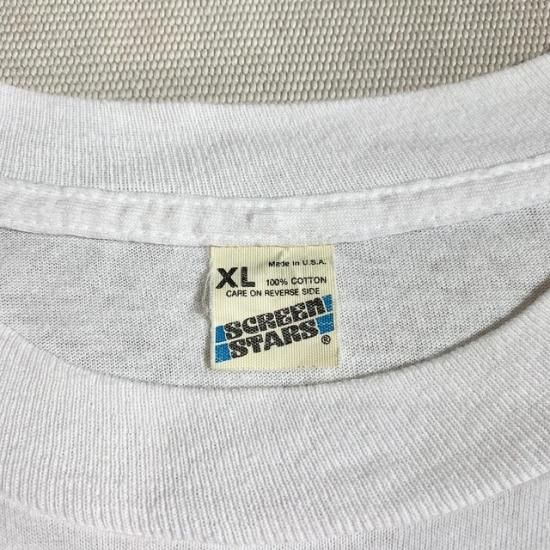 XL Made in U.S.A.
100% COTTON
CARE ON REVERSE SIDE
SCREEN
STARS ®